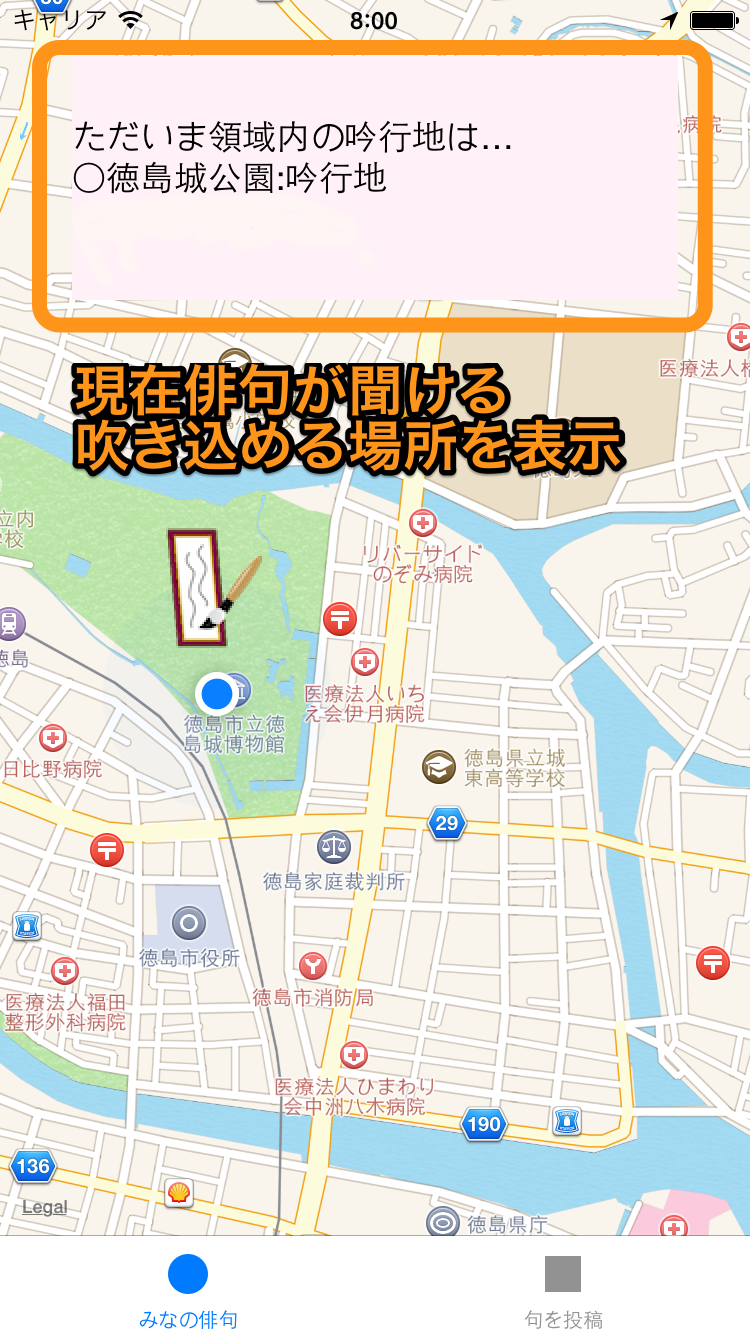 キャリア
8:00
ただいま領域内の吟行地は...
○徳島城公園:吟行地
病院
医療法人
現在俳句が聞ける
吹き込める場所を表示
立内
学校
リバーサイド
のぞみ病院
徳島
医療法人いち
え会伊月病院
徳島市立徳
島城博物館
日比野病院
徳島県立城
東高等学校
29
徳島家庭裁判所
徳島市役所
徳島市消防局
医療法人福田
整形外科病院
医療法人ひまわり
会中洲八木病院
190
136
Legal
徳島県庁
みなの俳句
句を投稿